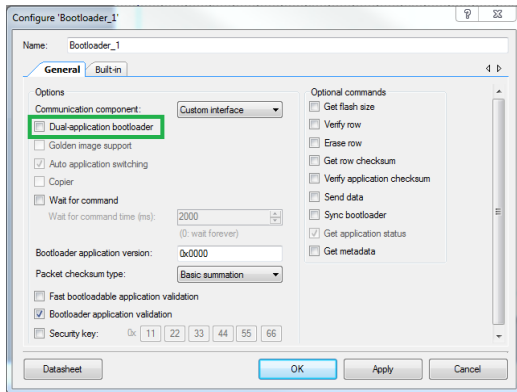 Configure 'Bootloader_1'
Name: Bootloader_1
General Built-in
Options
Communication component: Custom interface
Dual-application bootloader
Golden image support
Auto application switching
Copier
Wait for command
Wait for command time (ms): 2000
(0: wait forever)
Bootloader application version: 0x0000
Packet checksum type: Basic summation
Fast bootloadable application validation
Bootloader application validation
Security key: 0x 11 22 33 44 55 66
Optional commands
Get flash size
Verify row
Erase row
Get row checksum
Verify application checksum
Send data
Sync bootloader
Get application status
Get metadata
Datasheet OK Apply Cancel